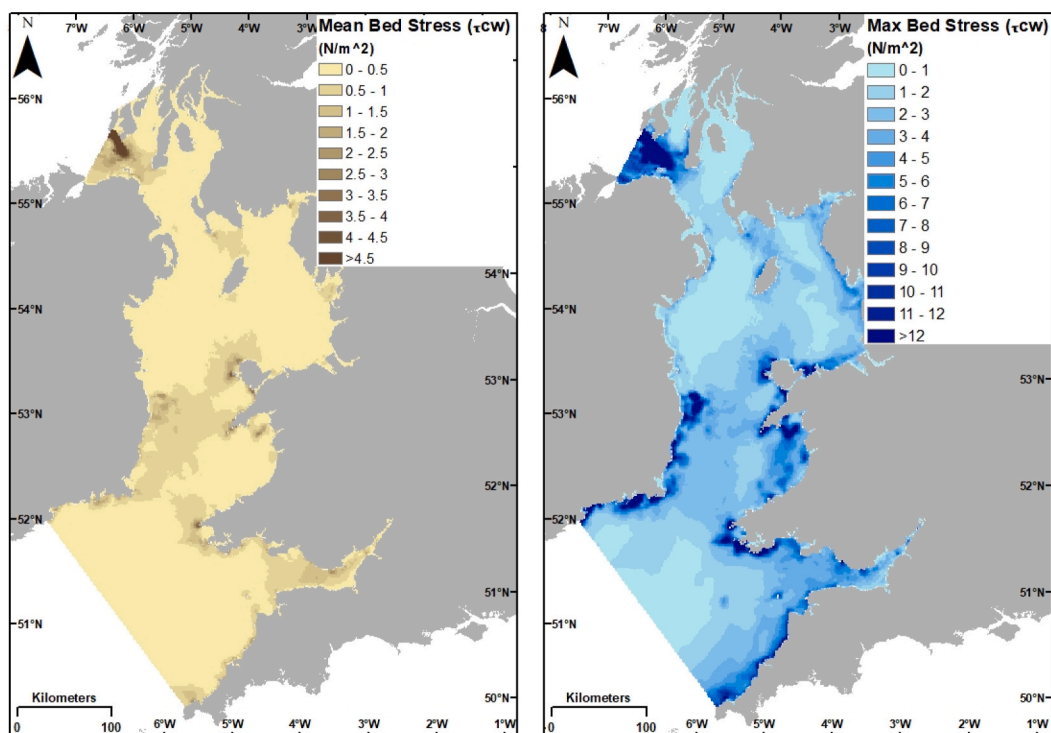 N
7°W
6°W
5°W
4°W
Mean Bed Stress (τcw)
(N/m^2)
0 - 0.5
0.5 - 1
1 - 1.5
1.5 - 2
2 - 2.5
2.5 - 3
3 - 3.5
3.5 - 4
4 - 4.5
>4.5
56°N
55°N
54°N
53°N
52°N
54°N
53°N
52°N
51°N
50°N
51°N
Kilometers
0
100
6°W
5°W
4°W
3°W
2°W
1°W
N
7°W
6°W
5°W
4°W
Max Bed Stress (τcw)
(N/m^2)
0 - 1
1 - 2
2 - 3
3 - 4
4 - 5
5 - 6
6 - 7
7 - 8
8 - 9
9 - 10
10 - 11
11 - 12
>12
56°N
55°N
54°N
53°N
52°N
53°N
52°N
51°N
50°N
51°N
Kilometers
0
100
6°W
5°W
4°W
3°W
2°W
1°W